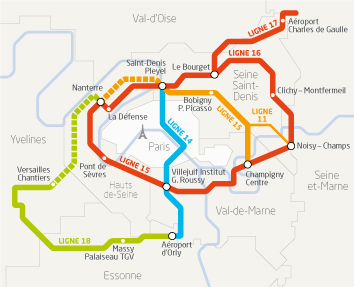 Val-d'Oise
LIGNE 17
Aéroport
Charles de Gaulle
Saint-Denis
Pleyel
Le Bourget
LIGNE 16
Seine
Saint-
Denis
Nanterre
Clichy – Montfermeil
Bobigny
P. Picasso
LIGNE 15
LIGNE
11
La Défense
LIGNE 14
Yvelines
Paris
Noisy – Champs
Versailles
Chantiers
Pont de
Sèvres
LIGNE 15
Villejuif Institut
G. Roussy
Champigny
Centre
Seine
et-Marne
Hauts
de-Seine
Val-de-Marne
LIGNE 18
Massy
Palaiseau TGV
Aéroport
d'Orly
Essonne